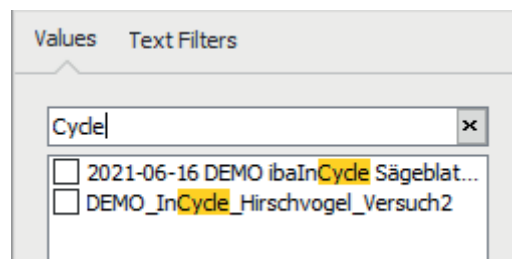 Values Text Filters
Cycle
2021-06-16 DEMO ibaInCycle Sägeblat...
DEMO_InCycle_Hirschvogel_Versuch2